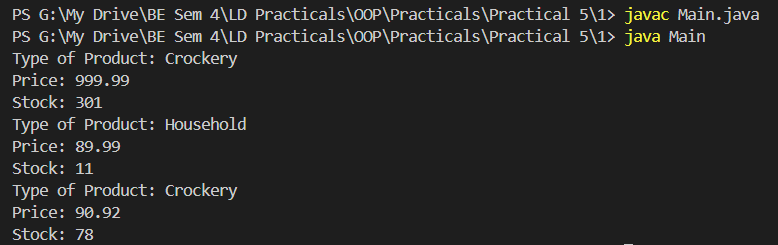 PS G:\My Drive\BE Sem 4\LD Practicals\OOP\Practicals\Practical 5\1> javac Main.java
PS G:\My Drive\BE Sem 4\LD Practicals\OOP\Practicals\Practical 5\1> java Main
Type of Product: Crockery
Price: 999.99
Stock: 301
Type of Product: Household
Price: 89.99
Stock: 11
Type of Product: Crockery
Price: 90.92
Stock: 78